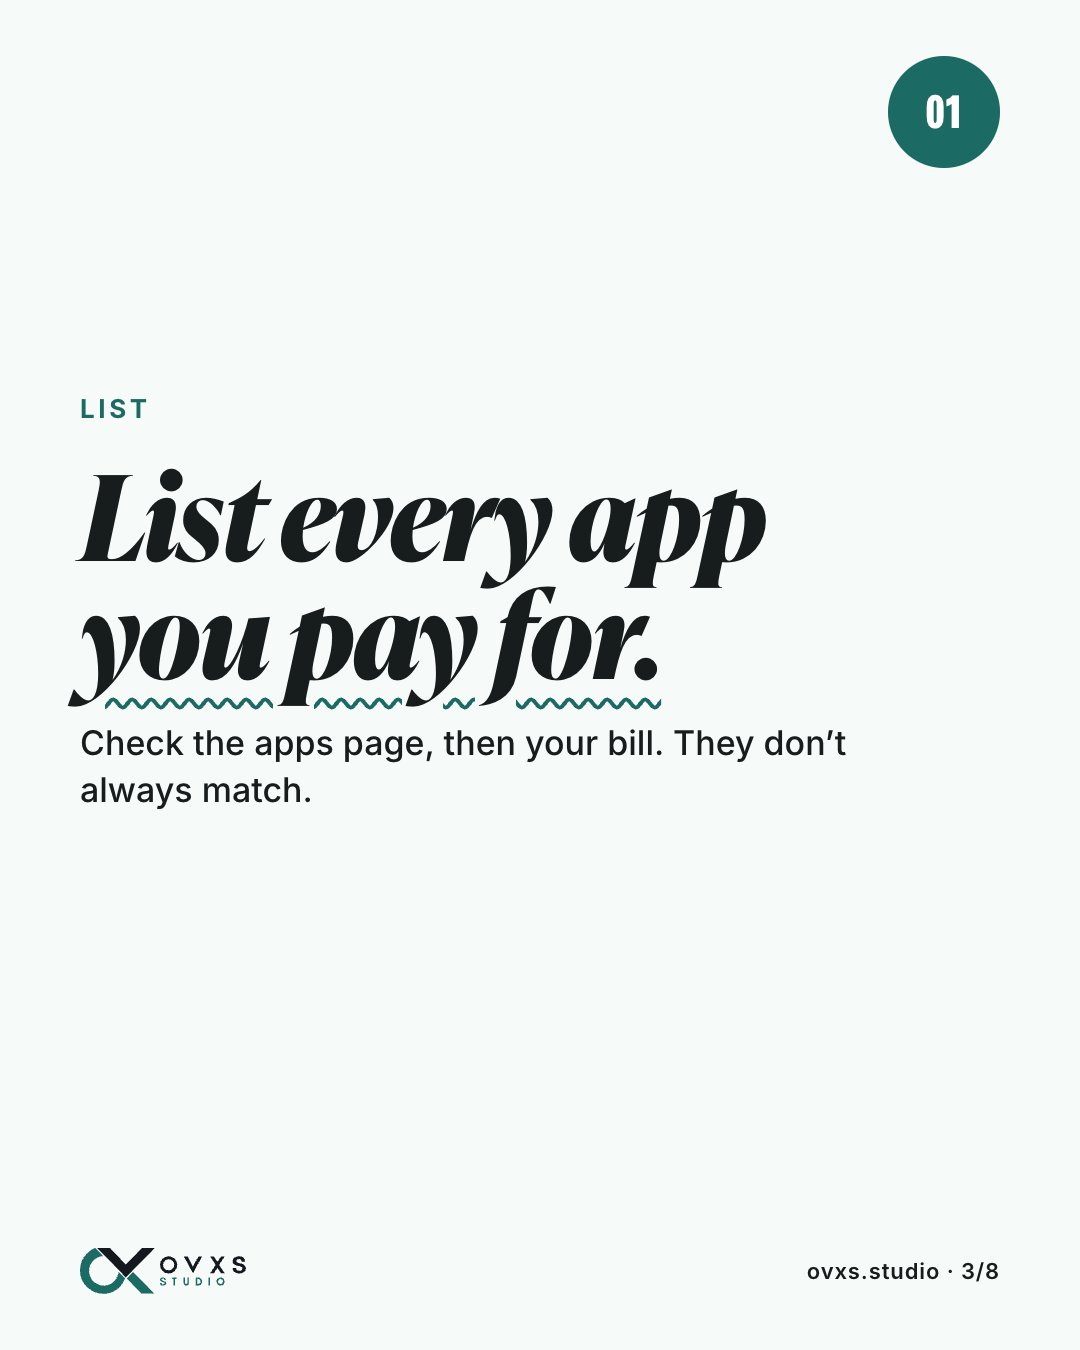 01
LIST
List every app
you pay for.
Check the apps page, then your bill. They don’t
always match.
OVXS
STUDIO
ovxs.studio · 3/8